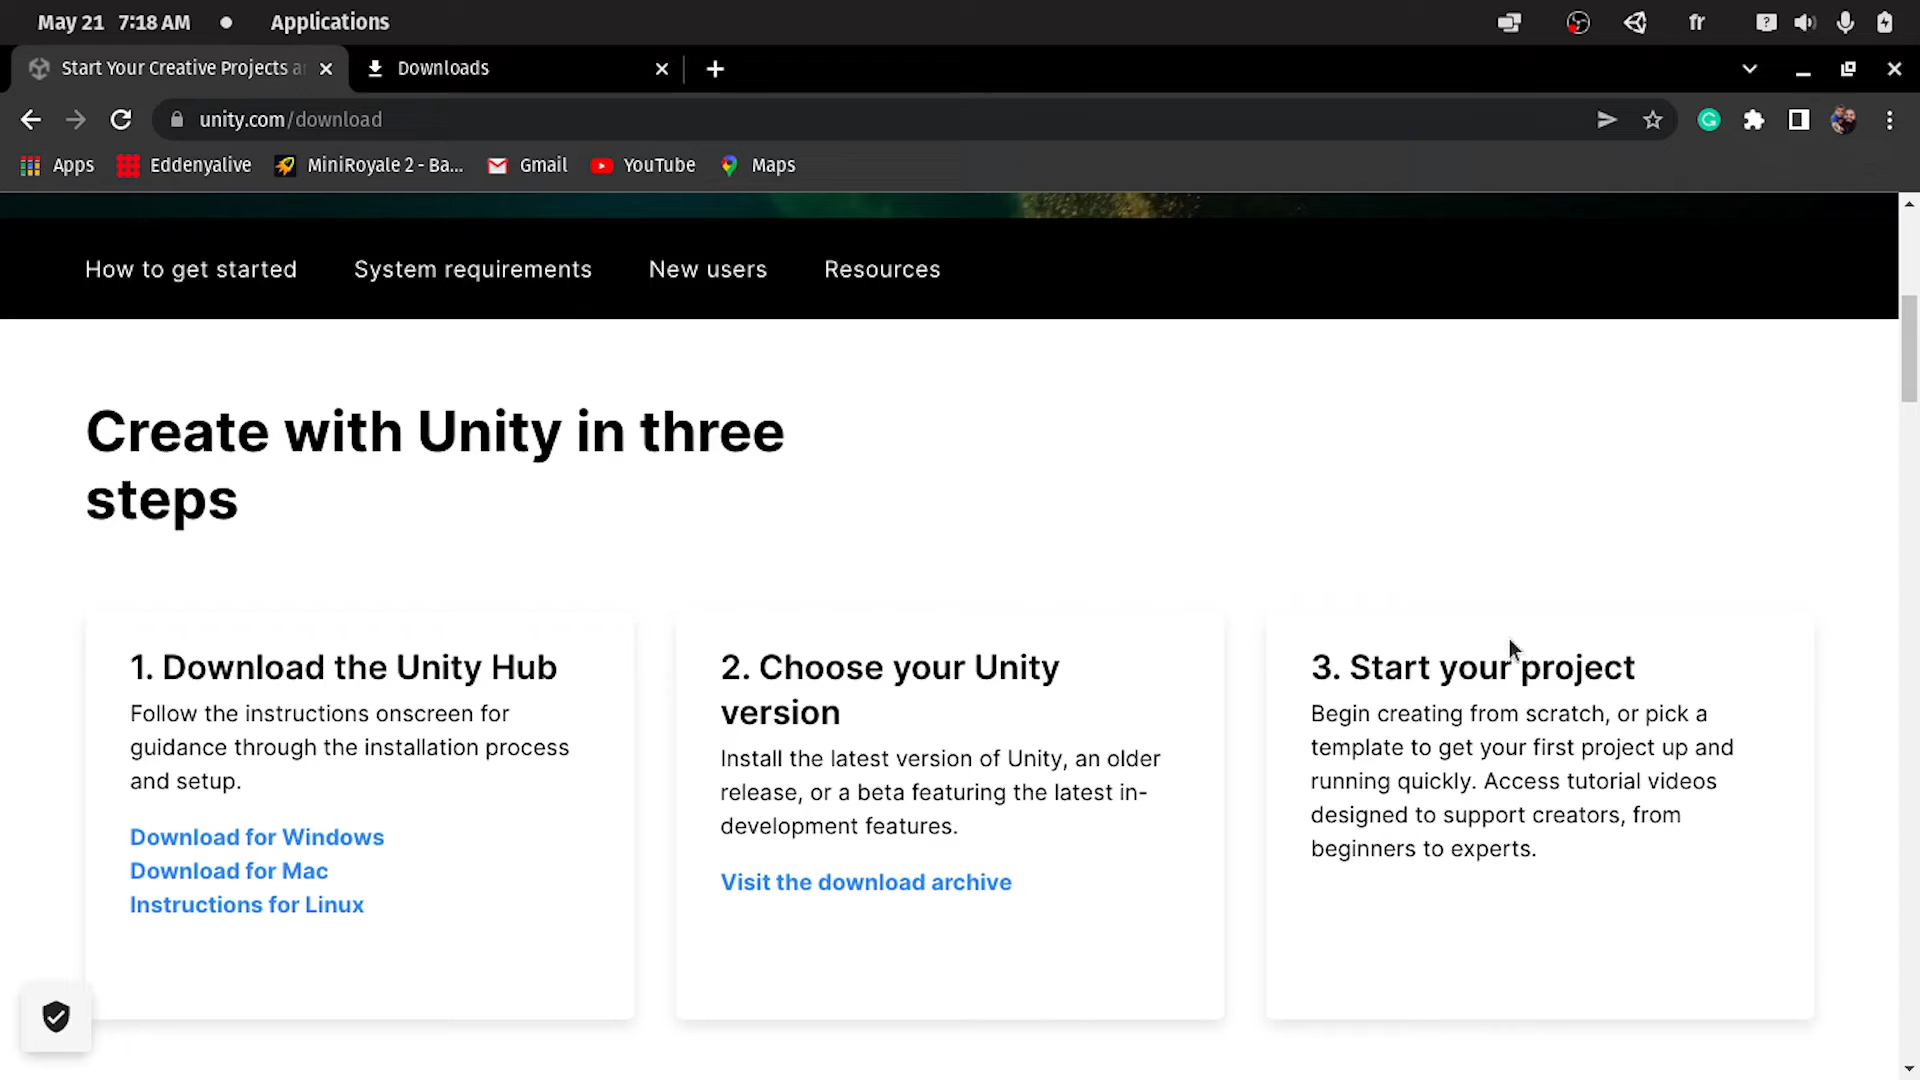 May 21 7:18 AM Applications fr
Start Your Creative Projects a Downloads
unity.com/download
Apps Eddenyalive MiniRoyale 2 - Ba... Gmail YouTube Maps
How to get started System requirements New users Resources
Create with Unity in three
steps
1. Download the Unity Hub
Follow the instructions onscreen for
guidance through the installation process
and setup.
Download for Windows
Download for Mac
Instructions for Linux
2. Choose your Unity
version
Install the latest version of Unity, an older
release, or a beta featuring the latest in-
development features.
Visit the download archive
3. Start your project
Begin creating from scratch, or pick a
template to get your first project up and
running quickly. Access tutorial videos
designed to support creators, from
beginners to experts.